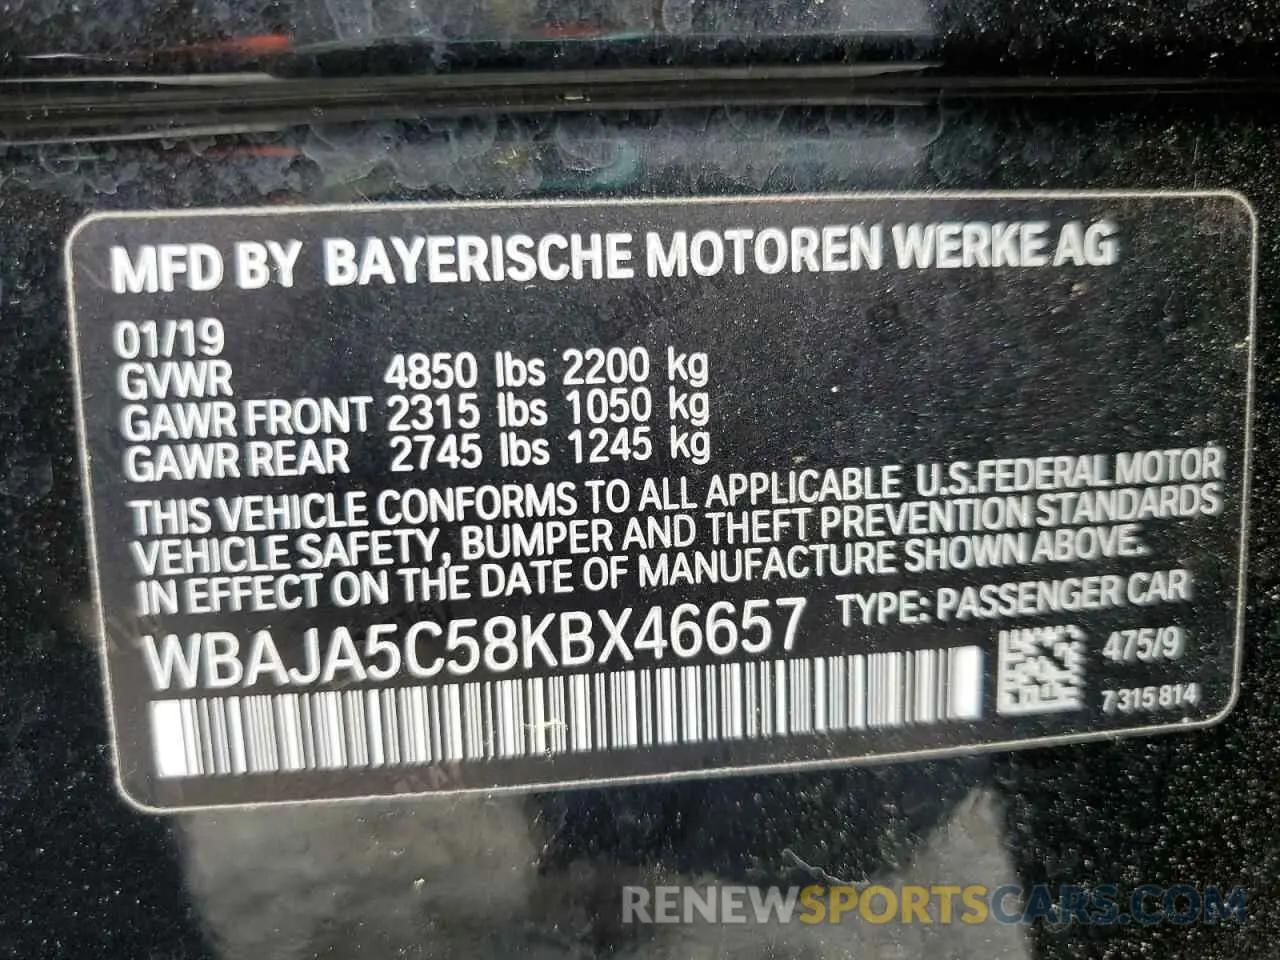 MFD BY BAYERISCHE MOTOREN WERKE AG
01/19
GVWR 4850 lbs 2200 kg
GAWR FRONT 2315 lbs 1050 kg
GAWR REAR 2745 lbs 1245 kg
THIS VEHICLE CONFORMS TO ALL APPLICABLE U.S.FEDERAL MOTOR
VEHICLE SAFETY, BUMPER AND THEFT PREVENTION STANDARDS
IN EFFECT ON THE DATE OF MANUFACTURE SHOWN ABOVE.
WBAJA5C58KBX46657 TYPE: PASSENGER CAR
475/9
7 315 814
RENEWSPORTSCARS.COM